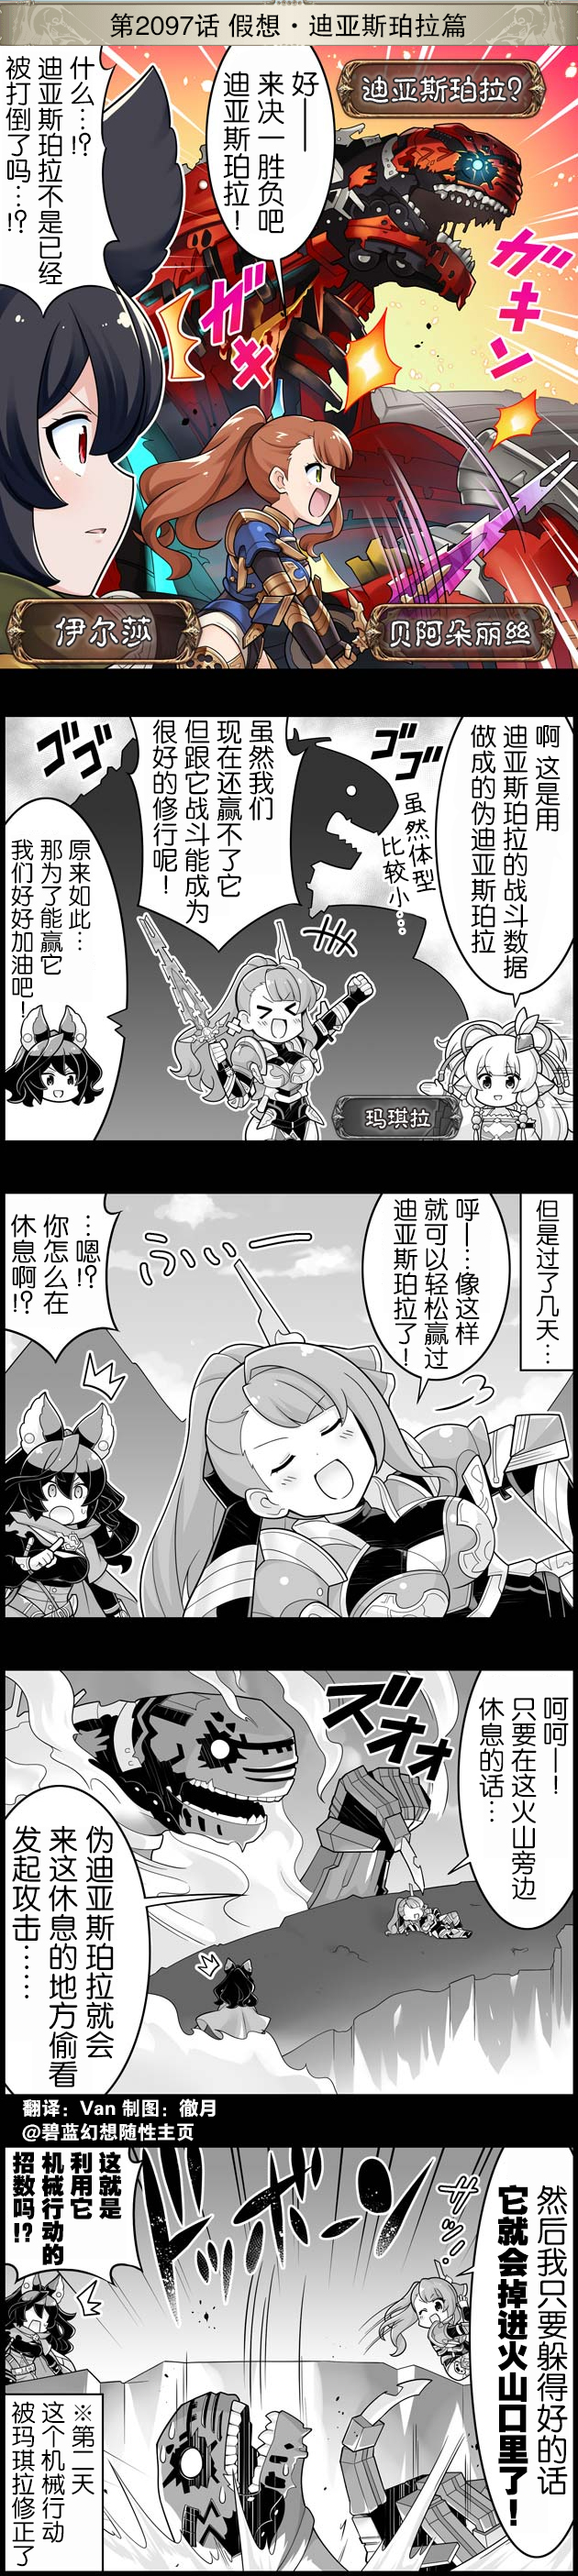 第2097话 假想・迪亚斯珀拉篇
迪亚斯珀拉?
好——
来决一胜负吧
迪亚斯珀拉!
什么…!?
迪亚斯珀拉不是已经
被打倒了吗…!?
ガキン
ガキ
伊尔莎
贝阿朵丽丝
啊 这是用
迪亚斯珀拉的战斗数据
做成的伪迪亚斯珀拉
虽然体型
比较小…
ゴゴ
虽然我们
现在还赢不了它
但跟它战斗能成为
很好的修行呢!
ゴゴ
原来如此…
那为了能赢它
我们好好加油吧!
玛琪拉
但是过了几天…
呼—…像这样
就可以轻松赢过
迪亚斯珀拉了!
ふぃー
…嗯!?
你怎么在
休息啊!?
呵呵—!
只要在这火山旁边
休息的话…
ズオォ
伪迪亚斯珀拉就会
来这休息的地方偷看
发起攻击……
翻译：Van 制图：徹月
@碧蓝幻想随性主页
然后我只要躲得好的话
它就会掉进火山口里了!
サッ
ドボーン
这就是
利用它
机械行动的
招数吗!?
※第二天
这个机械行动
被玛琪拉修正了